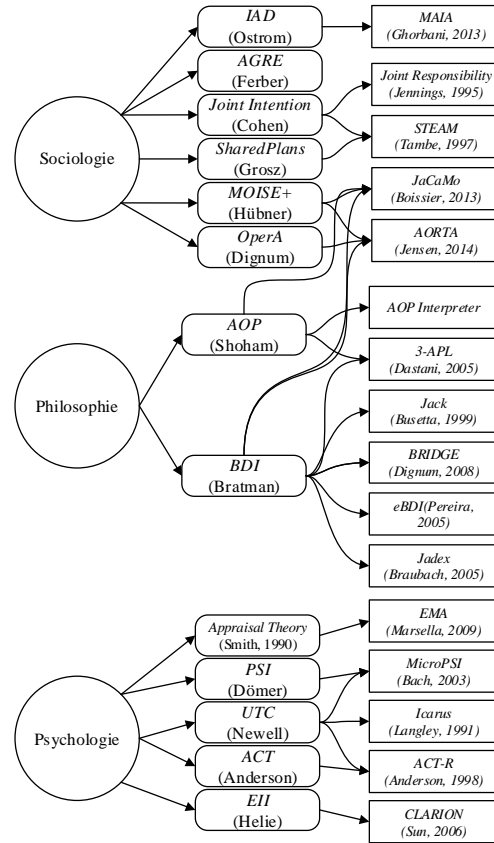 Sociologie
IAD
(Ostrom)
AGRE
(Ferber)
Joint Intention
(Cohen)
SharedPlans
(Grosz)
MOISE+
(Hübner)
OperA
(Dignum)
MAIA
(Ghorbani, 2013)
Joint Responsibility
(Jennings, 1995)
STEAM
(Tambe, 1997)
JaCaMo
(Boissier, 2013)
AORTA
(Jensen, 2014)
Philosophie
AOP
(Shoham)
BDI
(Bratman)
AOP Interpreter
3-APL
(Dastani, 2005)
Jack
(Busetta, 1999)
BRIDGE
(Dignum, 2008)
eBDI(Pereira,
2005)
Jadex
(Braubach, 2005)
Psychologie
Appraisal Theory
(Smith, 1990)
PSI
(Dömer)
UTC
(Newell)
ACT
(Anderson)
EII
(Helie)
EMA
(Marsella, 2009)
MicroPSI
(Bach, 2003)
Icarus
(Langley, 1991)
ACT-R
(Anderson, 1998)
CLARION
(Sun, 2006)